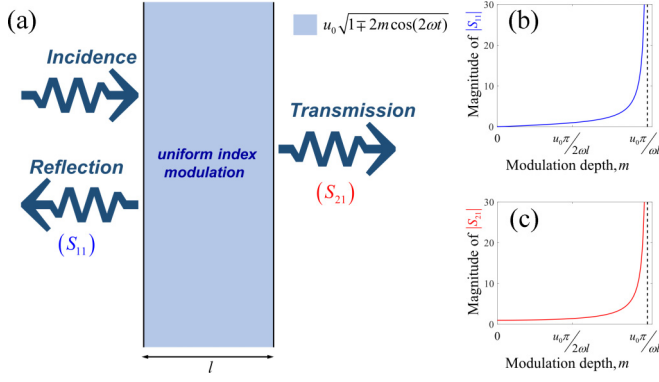 (a)
u₀√1∓2m cos(2ωt)
Incidence
Reflection
(S₁₁)
uniform index
modulation
Transmission
(S₂₁)
l
(b)
Magnitude of |S₁₁|
30
20
10
0
0
u₀π/2ωl
u₀π/ωl
Modulation depth, m
(c)
Magnitude of |S₂₁|
30
20
10
0
0
u₀π/2ωl
u₀π/ωl
Modulation depth, m